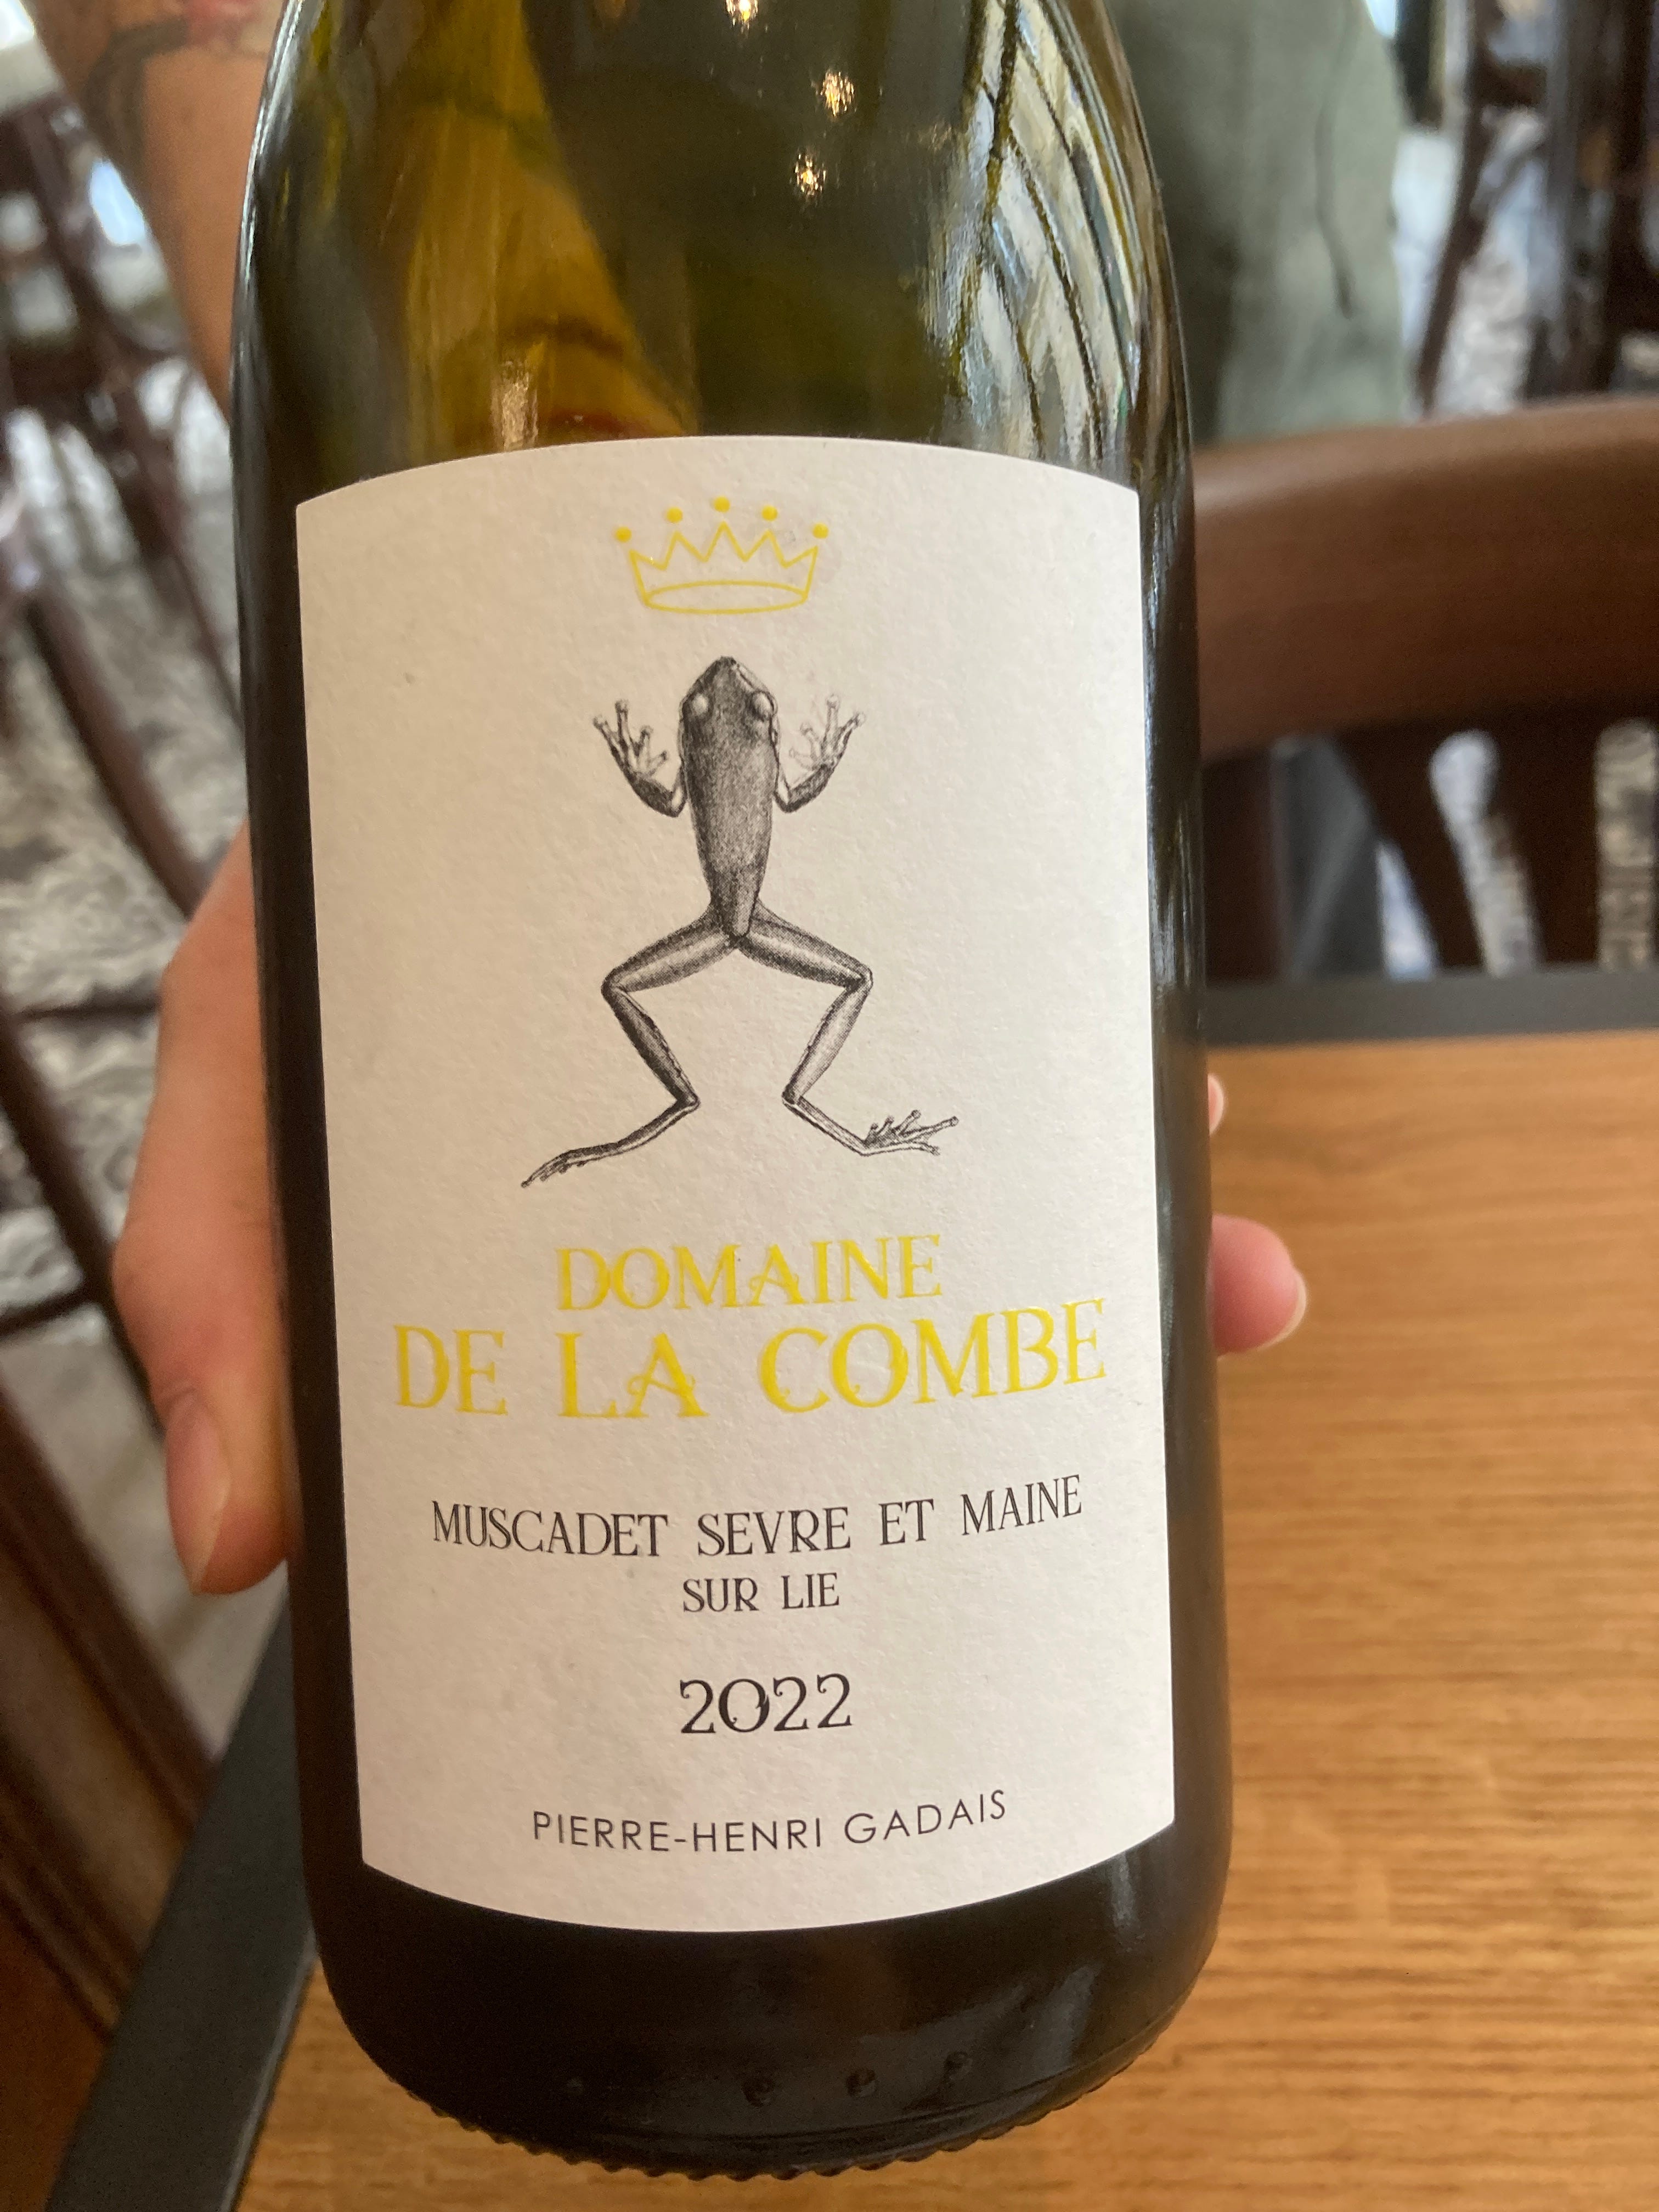 DOMAINE
DE LA COMBE
MUSCADET SEVRE ET MAINE
SUR LIE
2022
PIERRE-HENRI GADAIS